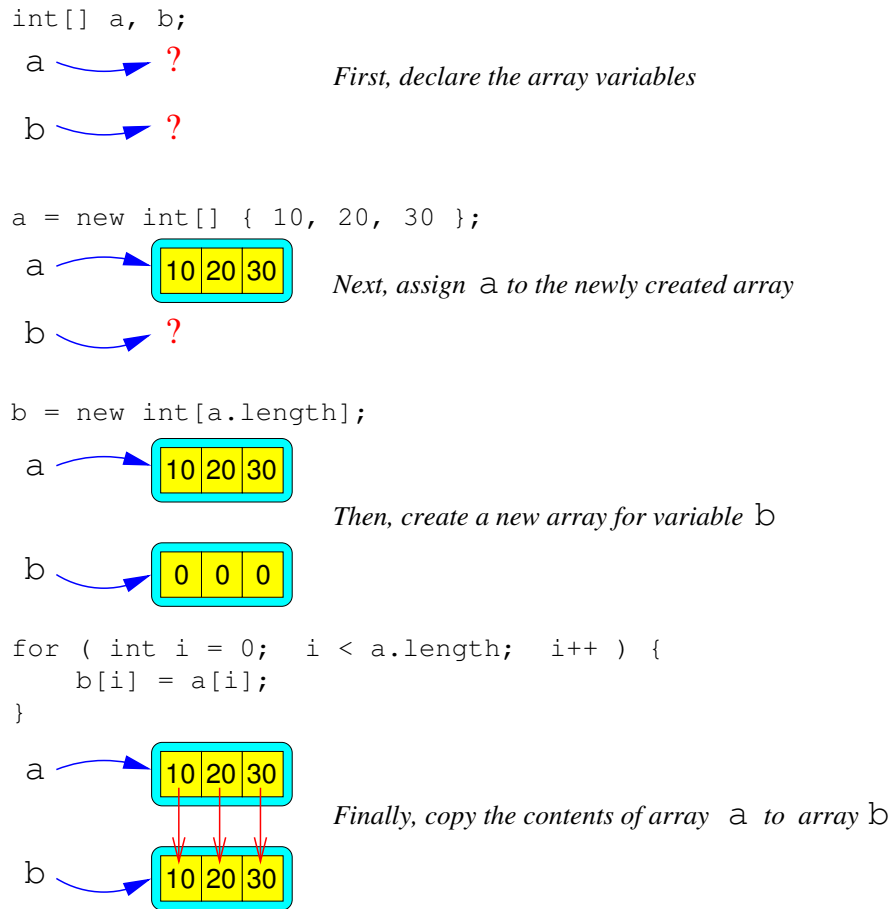 int[] a, b;
a ?
First, declare the array variables
b ?
a = new int[] { 10, 20, 30 };
a 10 20 30
Next, assign a to the newly created array
b ?
b = new int[a.length];
a 10 20 30
Then, create a new array for variable b
b 0 0 0
for ( int i = 0; i < a.length; i++ ) {
b[i] = a[i];
}
a 10 20 30
Finally, copy the contents of array a to array b
b 10 20 30